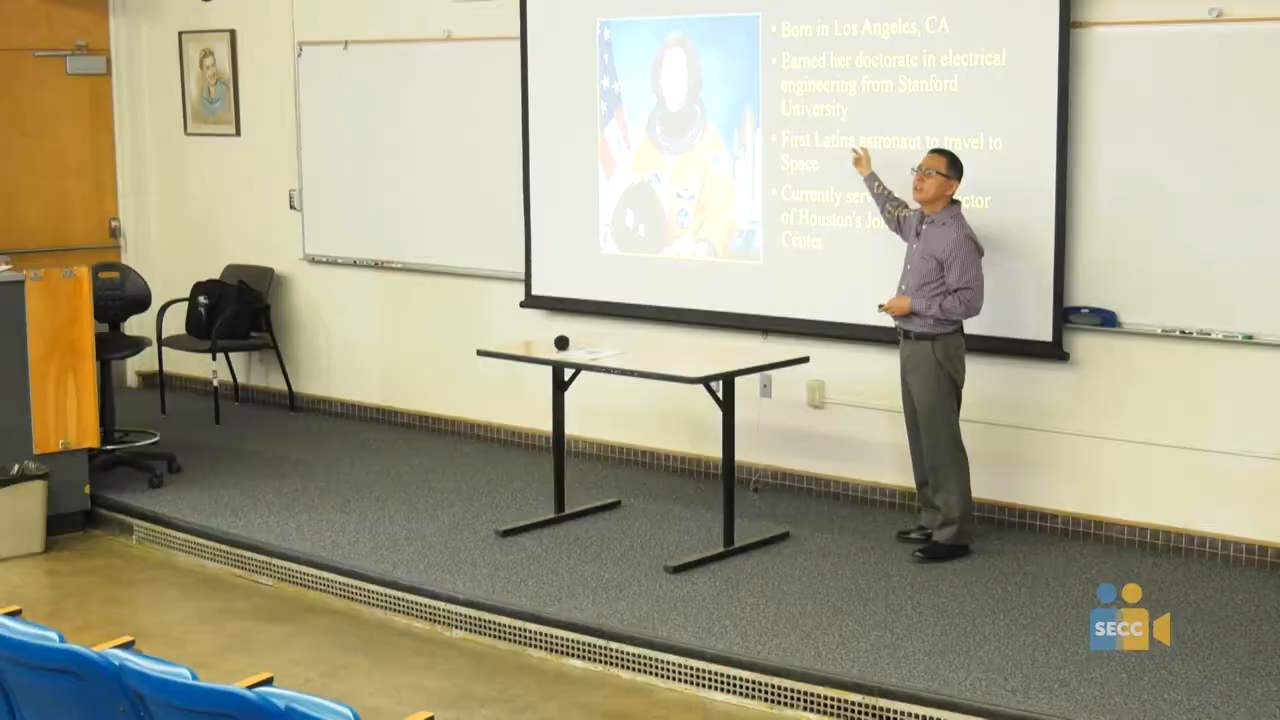 • Born in Los Angeles, CA
• Earned her doctorate in electrical
engineering from Stanford
University
• First Latina astronaut to travel to
Space
• Currently
of Houston's
Center
SECC